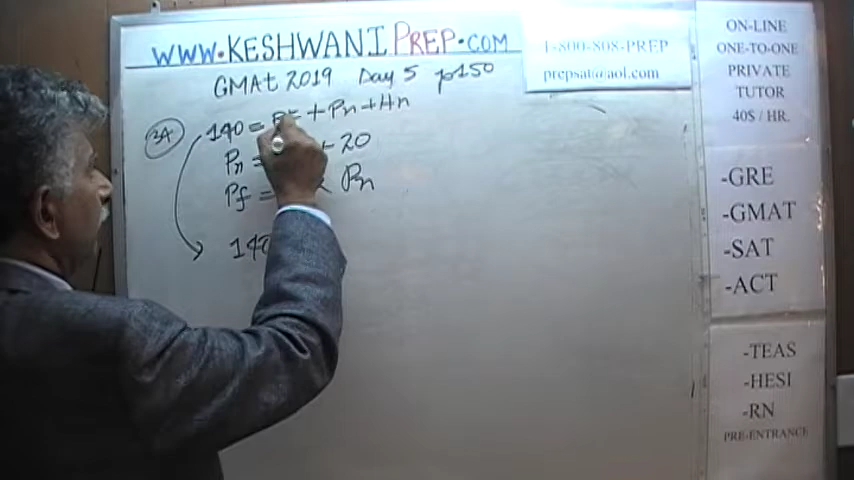 www.KESHWANIPREP.COM
GMAt 2019 Day 5 p150
34 140 = Pf + Pn + Hn
Pn = + 20
Pf = Pn
140
1-800-808-PREP
prepsat@aol.com
ON-LINE
ONE-TO-ONE
PRIVATE
TUTOR
40$ / HR.
-GRE
-GMAT
-SAT
-ACT
-TEAS
-HESI
-RN
PRE-ENTRANCE